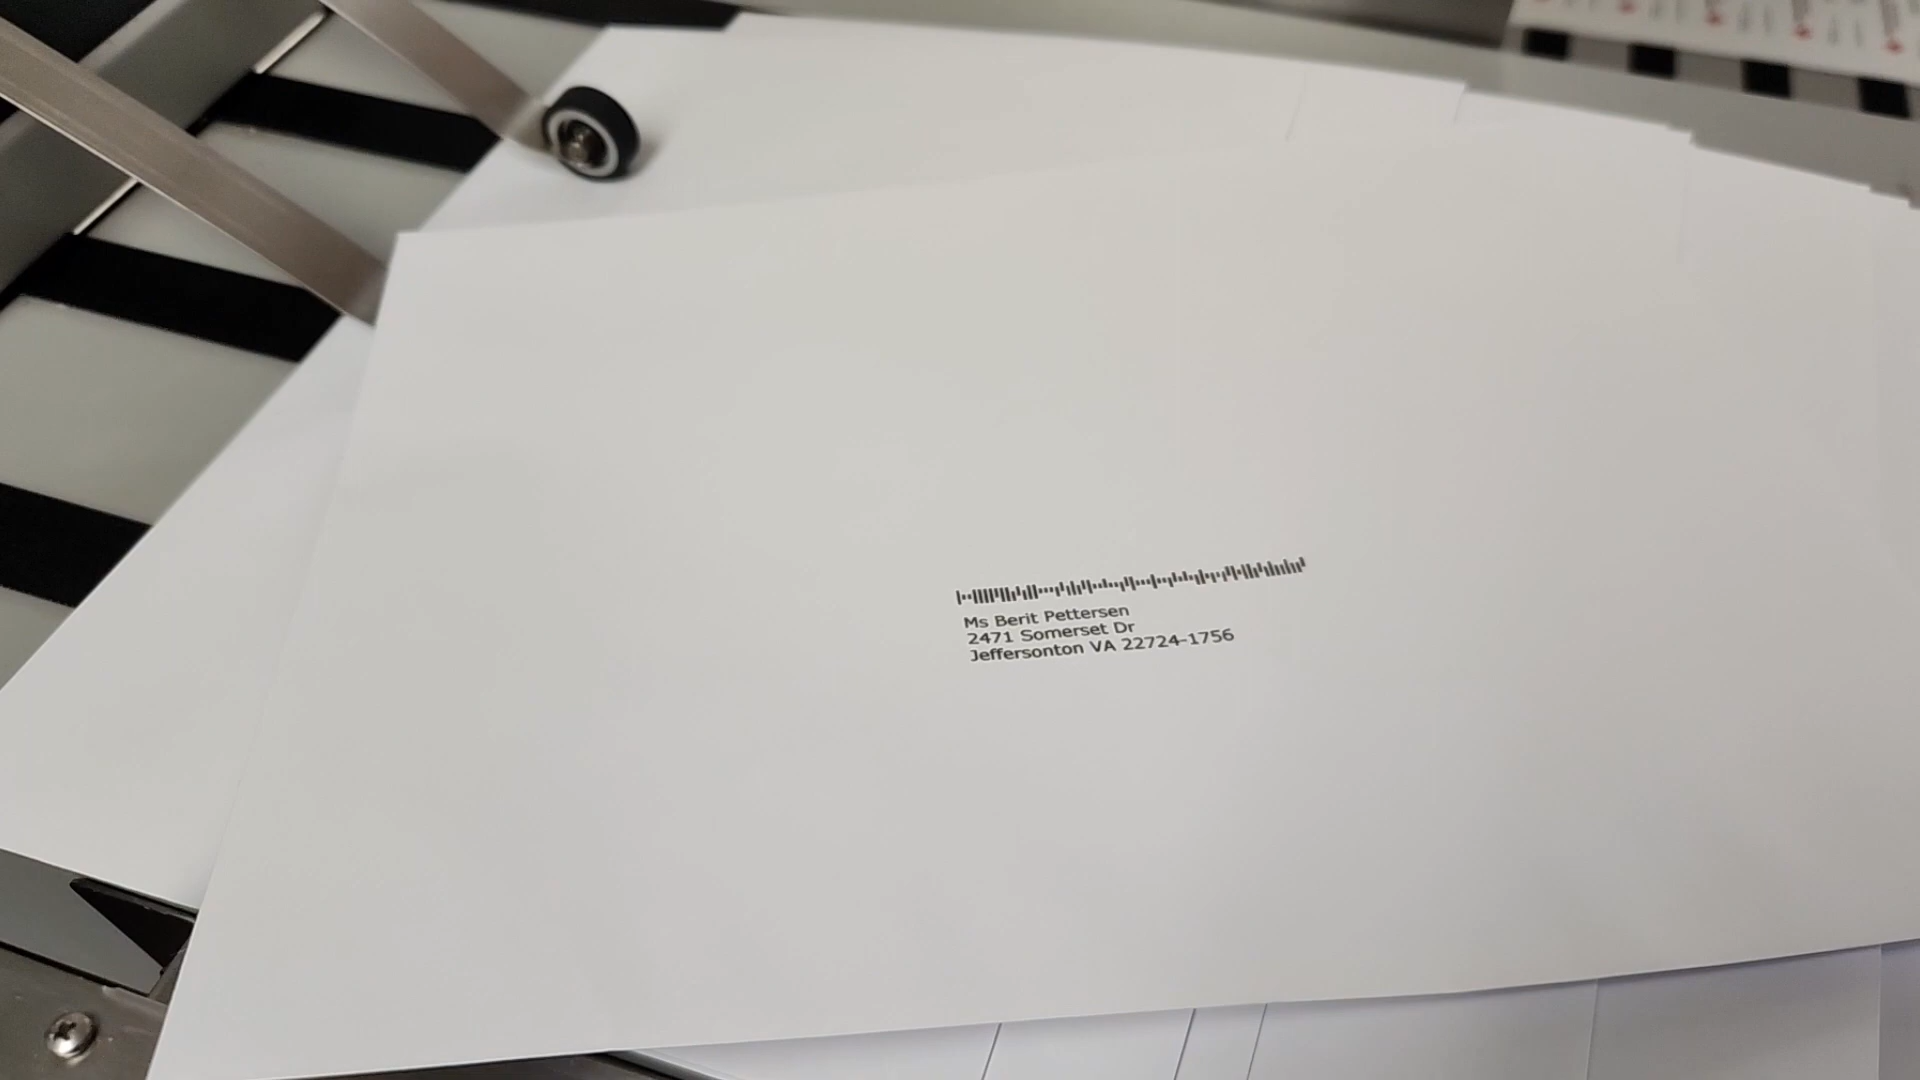 Ms Berit Pettersen
2471 Somerset Dr
Jeffersonton VA 22724-1756